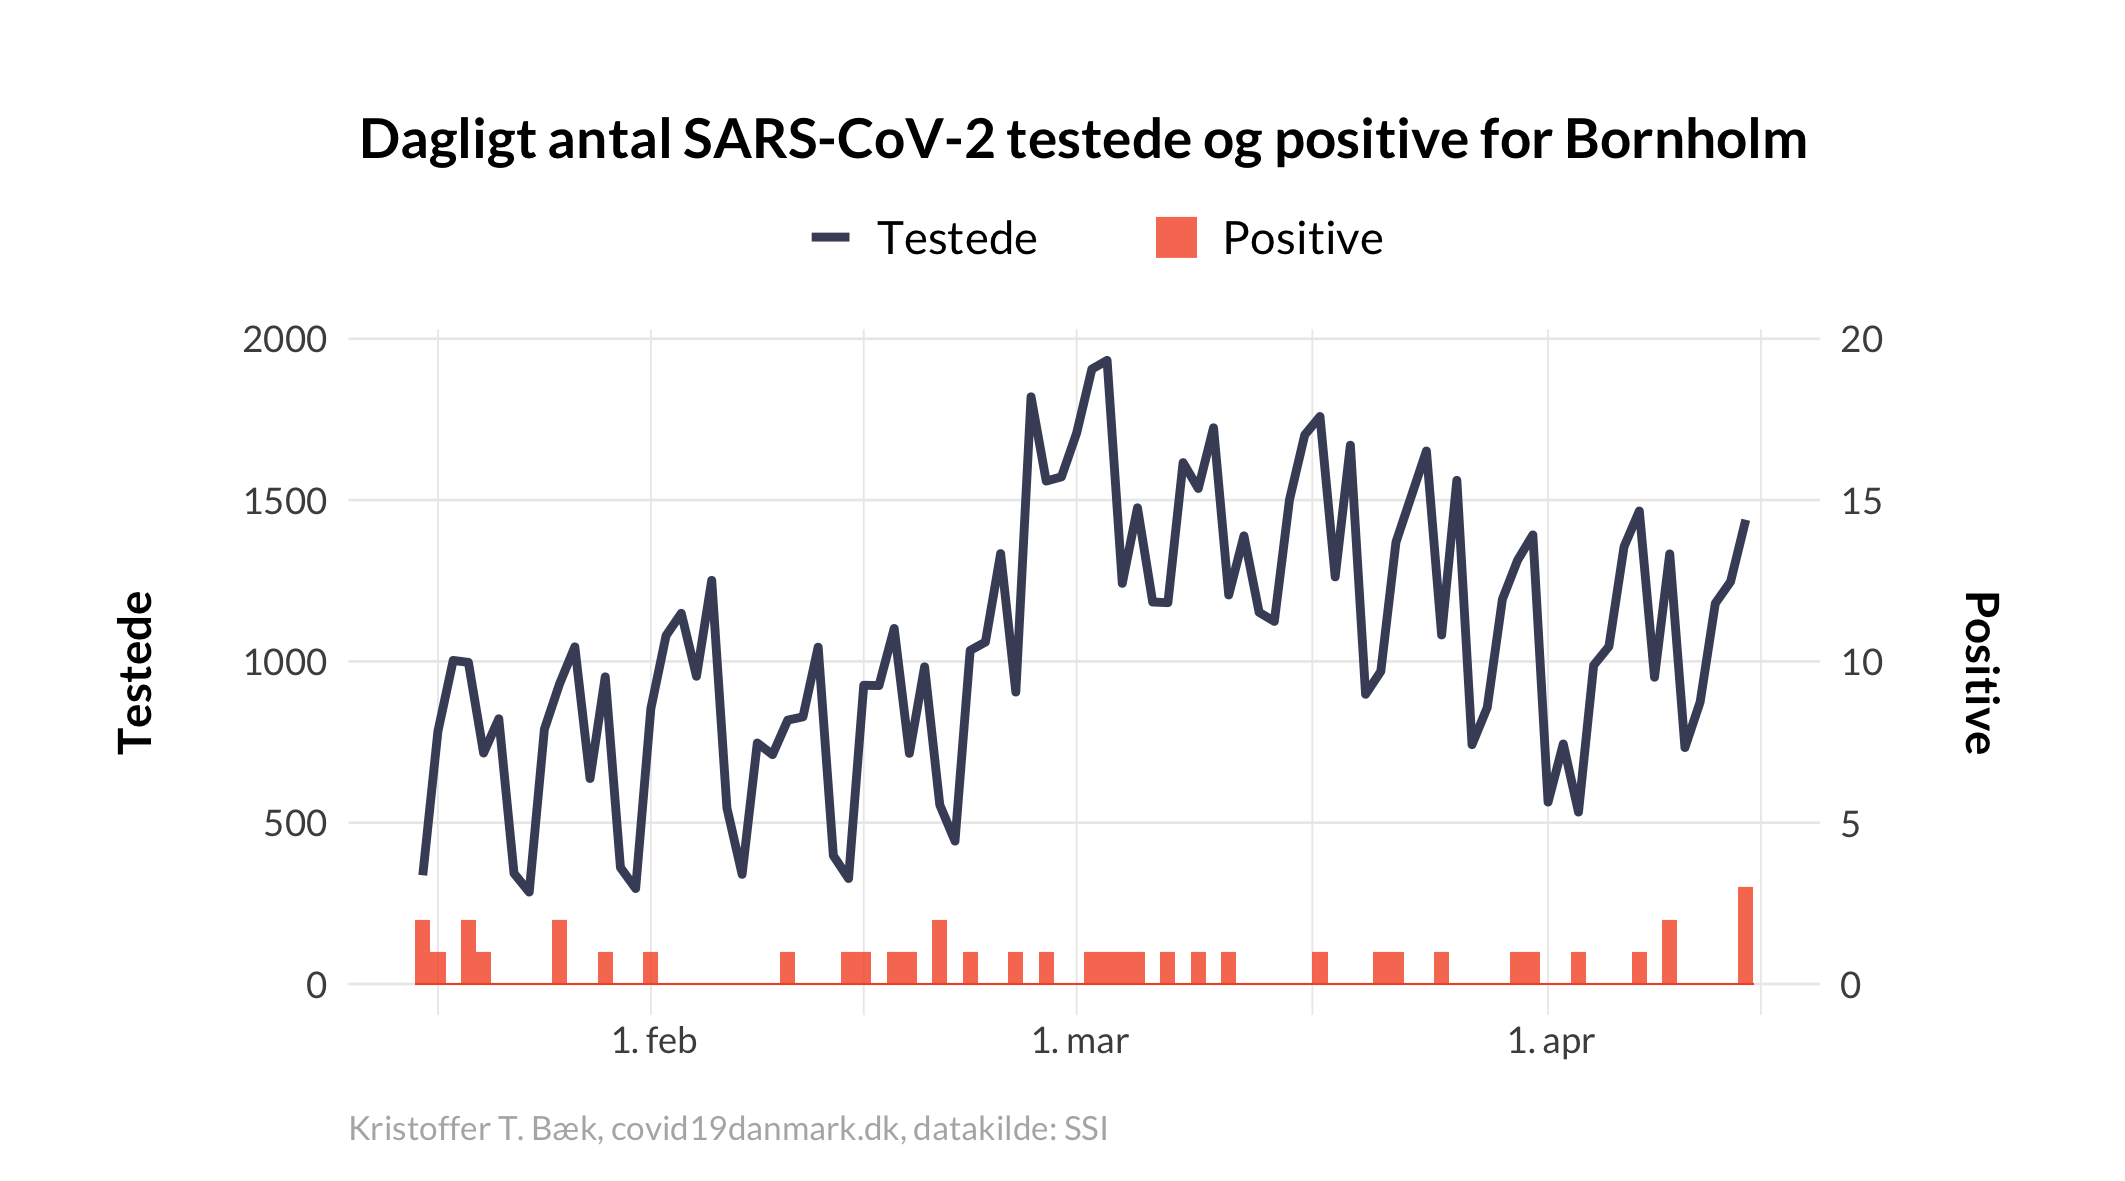 Dagligt antal SARS-CoV-2 testede og positive for Bornholm
Testede Positive
2000 20
1500 15
1000 10
500 5
0 0
Testede
Positive
1. feb 1. mar 1. apr
Kristoffer T. Bæk, covid19danmark.dk, datakilde: SSI